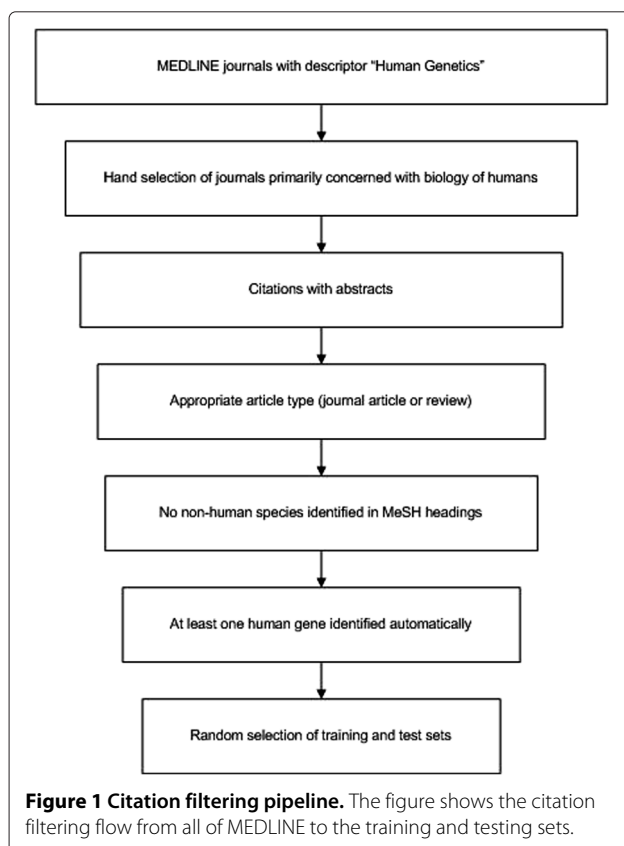 MEDLINE journals with descriptor “Human Genetics”
Hand selection of journals primarily concerned with biology of humans
Citations with abstracts
Appropriate article type (journal article or review)
No non-human species identified in MeSH headings
At least one human gene identified automatically
Random selection of training and test sets
Figure 1 Citation filtering pipeline. The figure shows the citation
filtering flow from all of MEDLINE to the training and testing sets.